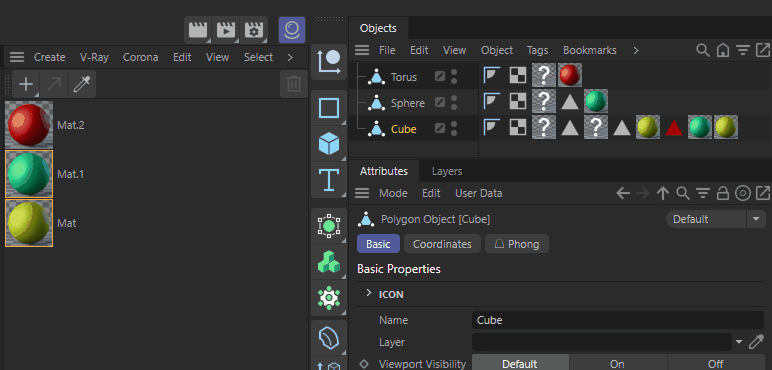 Objects
Create V-Ray Corona Edit View Select
File Edit View Object Tags Bookmarks
Torus
Sphere
Cube
Mat.2
Mat.1
Mat
Attributes Layers
Mode Edit User Data
Polygon Object [Cube]
Default
Basic Coordinates Phong
Basic Properties
ICON
Name Cube
Layer
Viewport Visibility Default On Off